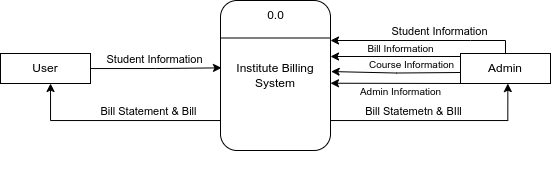 0.0
Student Information
Student Information
Bill Information
User
Institute Billing
System
Course Information
Admin
Admin Information
Bill Statement & Bill
Bill Statemetn & BIll